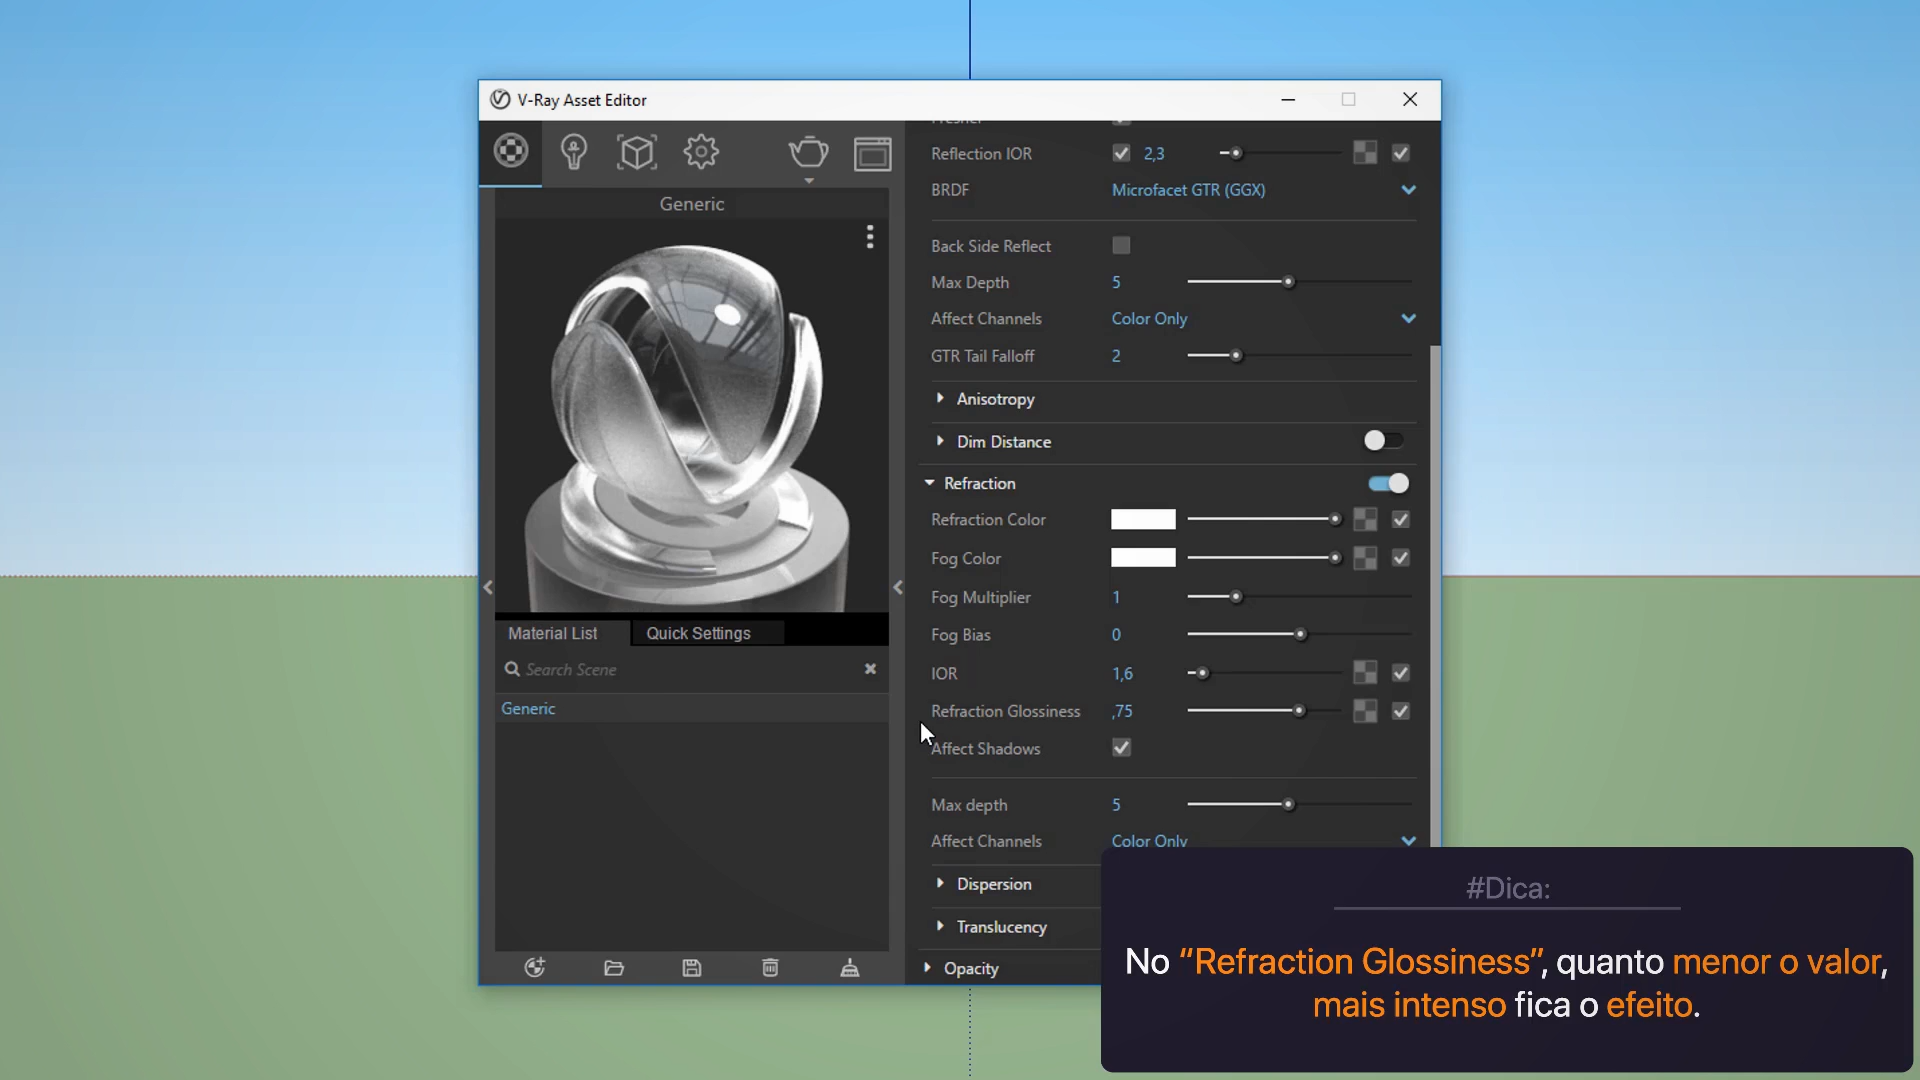 V-Ray Asset Editor
Generic
Material List
Quick Settings
Search Scene
Generic
Reflection IOR 2,3
BRDF Microfacet GTR (GGX)
Back Side Reflect
Max Depth 5
Affect Channels Color Only
GTR Tail Falloff 2
Anisotropy
Dim Distance
Refraction
Refraction Color
Fog Color
Fog Multiplier 1
Fog Bias 0
IOR 1,6
Refraction Glossiness ,75
Affect Shadows
Max depth 5
Affect Channels Color Only
Dispersion
Translucency
Opacity
#Dica:
No “Refraction Glossiness”, quanto menor o valor,
mais intenso fica o efeito.